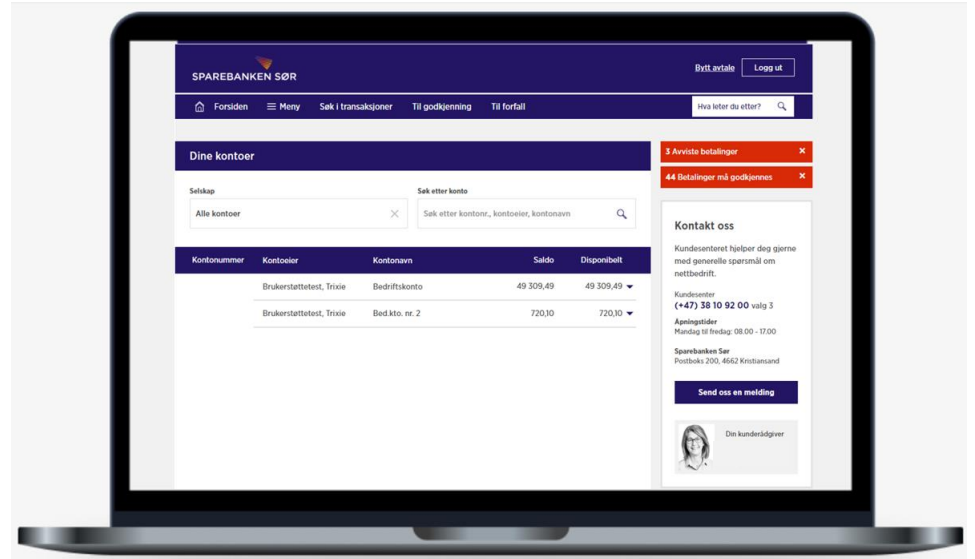 SPAREBANKEN SØR
Bytt avtale
Logg ut
Forsiden
Meny
Søk i transaksjoner
Til godkjenning
Til forfall
Hva leter du etter?
Dine kontoer
Selskap
Søk etter konto
Alle kontoer
Søk etter kontonr., kontoeier, kontonavn
Kontonummer Kontoeier Kontonavn Saldo Disponibelt
Brukerstøttetest, Trixie Bedriftskonto 49 309,49 49 309,49
Brukerstøttetest, Trixie Bed.kto. nr. 2 720,10 720,10
3 Avviste betalinger
44 Betalinger må godkjennes
Kontakt oss
Kundesenteret hjelper deg gjerne
med generelle spørsmål om
nettbedrift.
Kundesenter
(+47) 38 10 92 00 valg 3
Åpningstider
Mandag til fredag: 08.00 - 17.00
Sparebanken Sør
Postboks 200, 4662 Kristiansand
Send oss en melding
Din kunderådgiver